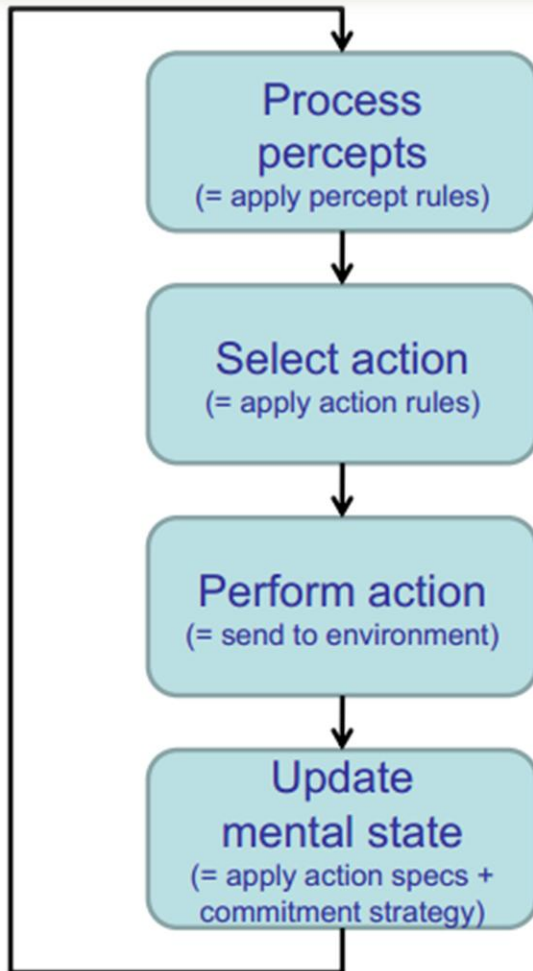 Process
percepts
(= apply percept rules)
Select action
(= apply action rules)
Perform action
(= send to environment)
Update
mental state
(= apply action specs +
commitment strategy)